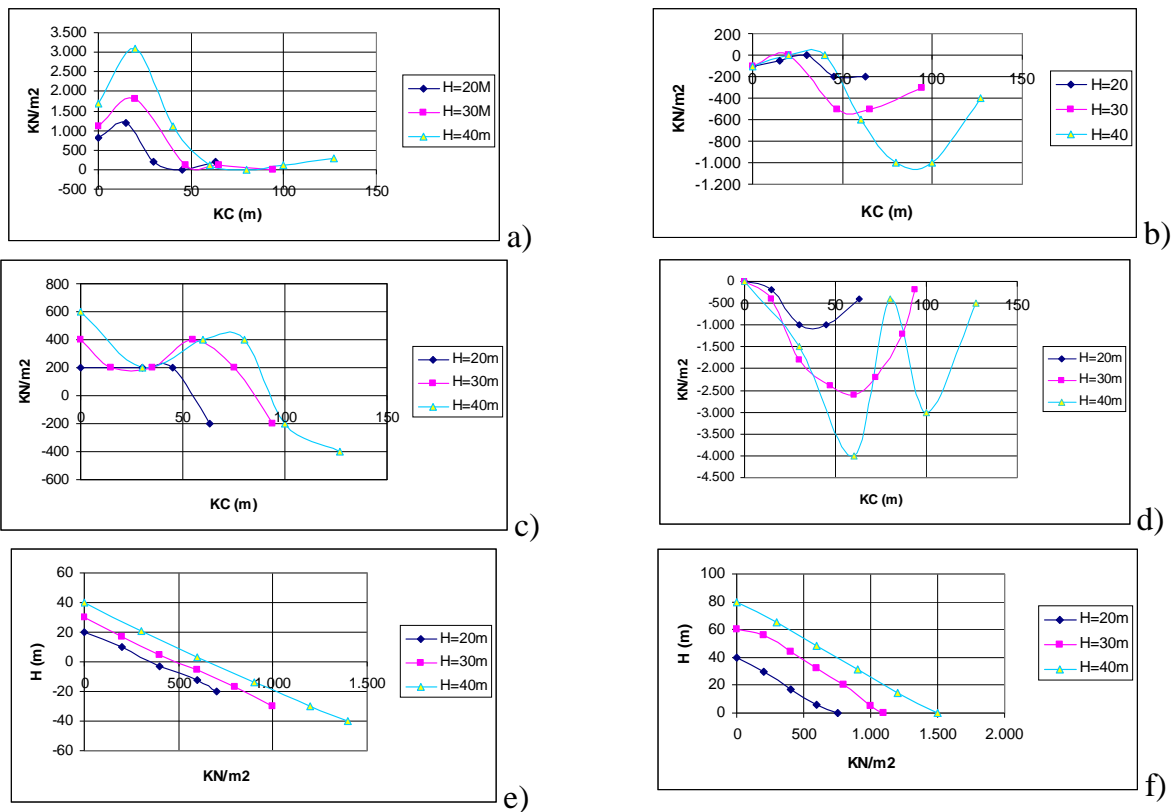 3.500
3.000
2.500
2.000
1.500
1.000
500
0
-500
0
50
100
150
KN/m2
KC (m)
H=20M
H=30M
H=40m
a)
200
0
-200
-400
-600
-800
-1.000
-1.200
0
50
100
150
KN/m2
KC (m)
H=20
H=30
H=40
b)
800
600
400
200
0
-200
-400
-600
0
50
100
150
KN/m2
KC (m)
H=20m
H=30m
H=40m
c)
0
-500
-1.000
-1.500
-2.000
-2.500
-3.000
-3.500
-4.000
-4.500
0
50
100
150
KN/m2
KC (m)
H=20m
H=30m
H=40m
d)
60
40
20
0
-20
-40
-60
0
500
1.000
1.500
H (m)
KN/m2
H=20m
H=30m
H=40m
e)
100
80
60
40
20
0
0
500
1.000
1.500
2.000
H (m)
KN/m2
H=20m
H=30m
H=40m
f)